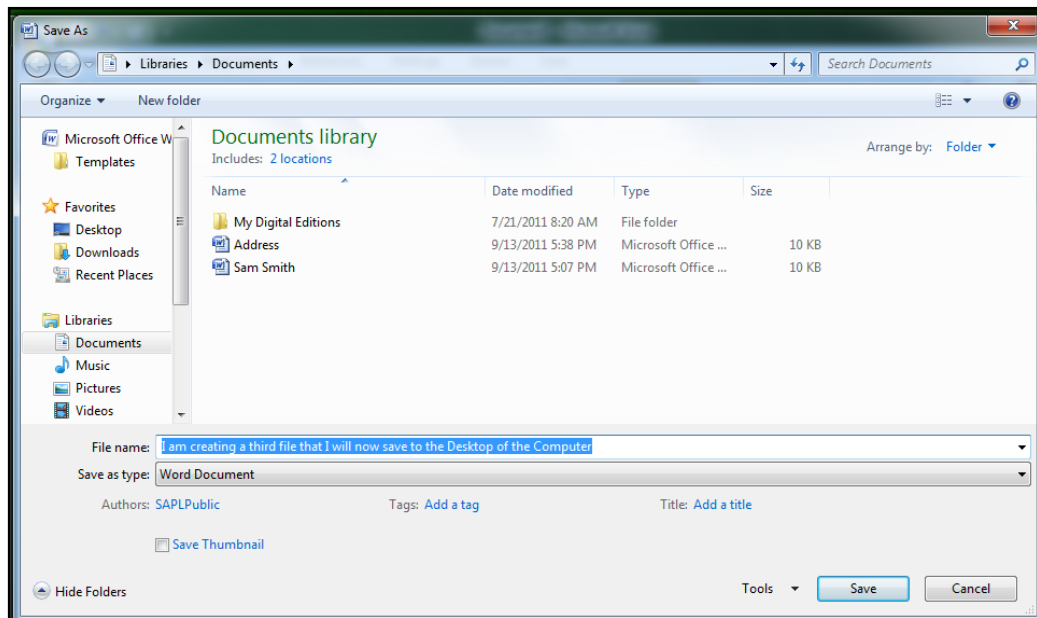 Save As
Libraries Documents Search Documents
Organize New folder
Microsoft Office W
Templates
Favorites
Desktop
Downloads
Recent Places
Libraries
Documents
Music
Pictures
Videos
Documents library
Includes: 2 locations
Arrange by: Folder
Name Date modified Type Size
My Digital Editions 7/21/2011 8:20 AM File folder
Address 9/13/2011 5:38 PM Microsoft Office ... 10 KB
Sam Smith 9/13/2011 5:07 PM Microsoft Office ... 10 KB
File name: I am creating a third file that I will now save to the Desktop of the Computer
Save as type: Word Document
Authors: SAPLPublic Tags: Add a tag Title: Add a title
Save Thumbnail
Hide Folders Tools Save Cancel